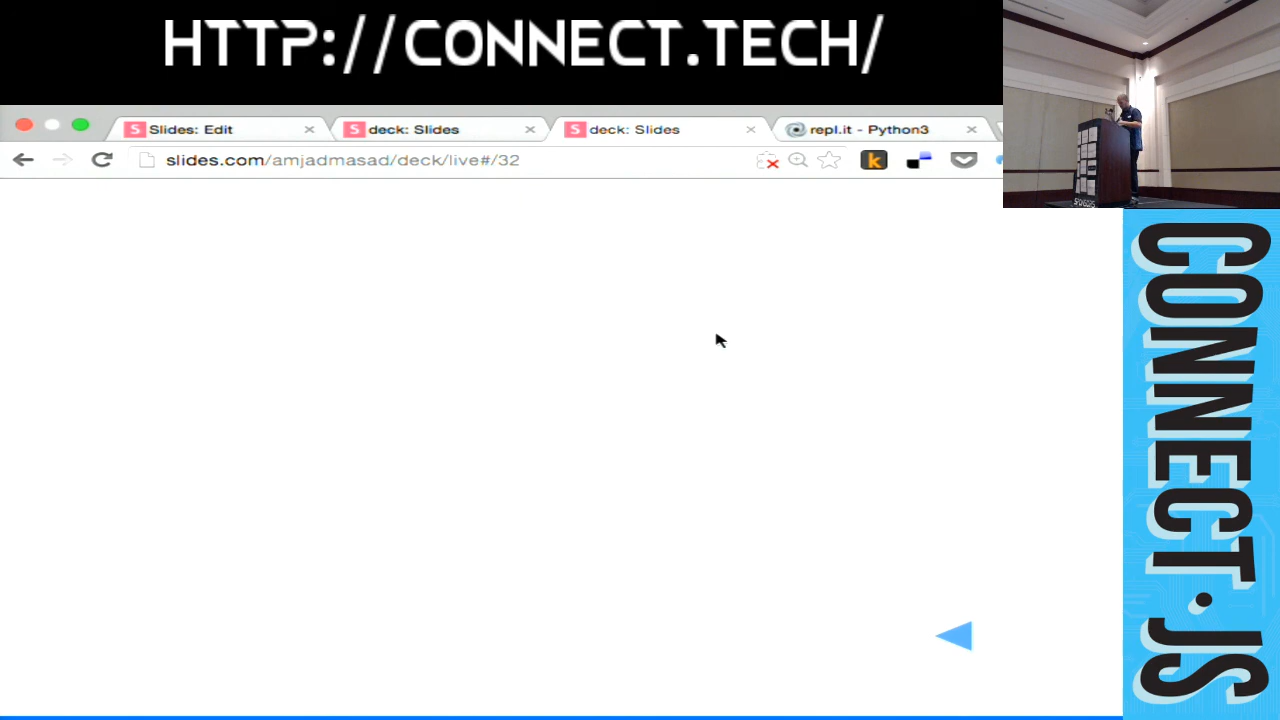 HTTP://CONNECT.TECH/
Slides: Edit
deck: Slides
deck: Slides
repl.it - Python3
slides.com/amjadmasad/deck/live#/32
CONNECT.JS